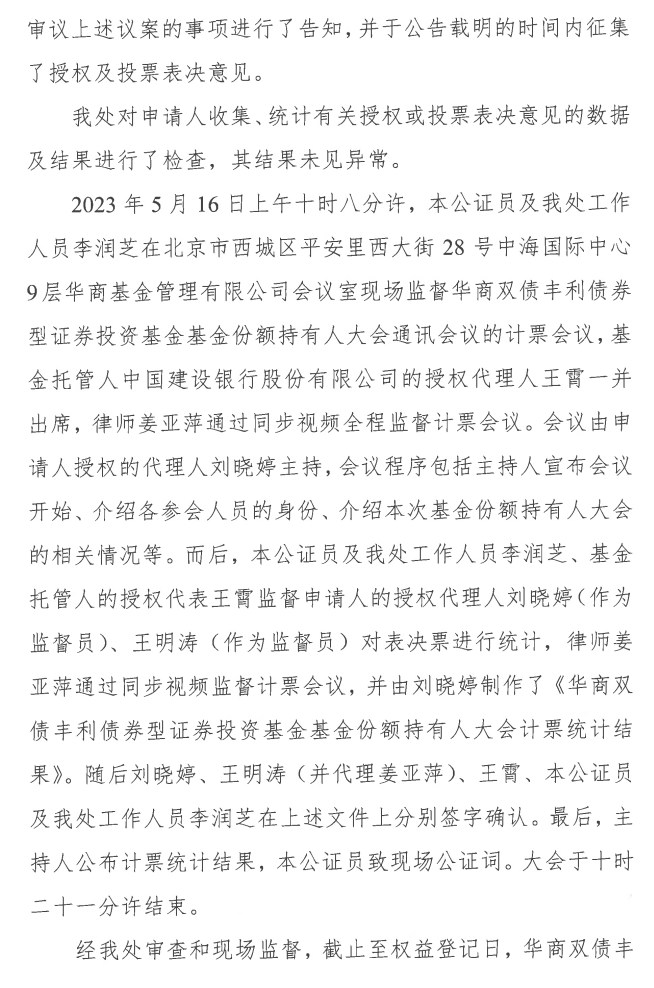 审议上述议案的事项进行了告知，并于公告载明的时间内征集
了授权及投票表决意见。
我处对申请人收集、统计有关授权或投票表决意见的数据
及结果进行了检查，其结果未见异常。
2023 年 5 月 16 日上午十时八分许，本公证员及我处工作
人员李润芝在北京市西城区平安里西大街 28 号中海国际中心
9 层华商基金管理有限公司会议室现场监督华商双债丰利债券
型证券投资基金基金份额持有人大会通讯会议的计票会议，基
金托管人中国建设银行股份有限公司的授权代理人王霄一并
出席，律师姜亚萍通过同步视频全程监督计票会议。会议由申
请人授权的代理人刘晓婷主持，会议程序包括主持人宣布会议
开始、介绍各参会人员的身份、介绍本次基金份额持有人大会
的相关情况等。而后，本公证员及我处工作人员李润芝、基金
托管人的授权代表王霄监督申请人的授权代理人刘晓婷（作为
监督员）、王明涛（作为监督员）对表决票进行统计，律师姜
亚萍通过同步视频监督计票会议，并由刘晓婷制作了《华商双
债丰利债券型证券投资基金基金份额持有人大会计票统计结
果》。随后刘晓婷、王明涛（并代理姜亚萍）、王霄、本公证员
及我处工作人员李润芝在上述文件上分别签字确认。最后，主
持人公布计票统计结果，本公证员致现场公证词。大会于十时
二十一分许结束。
经我处审查和现场监督，截止至权益登记日，华商双债丰